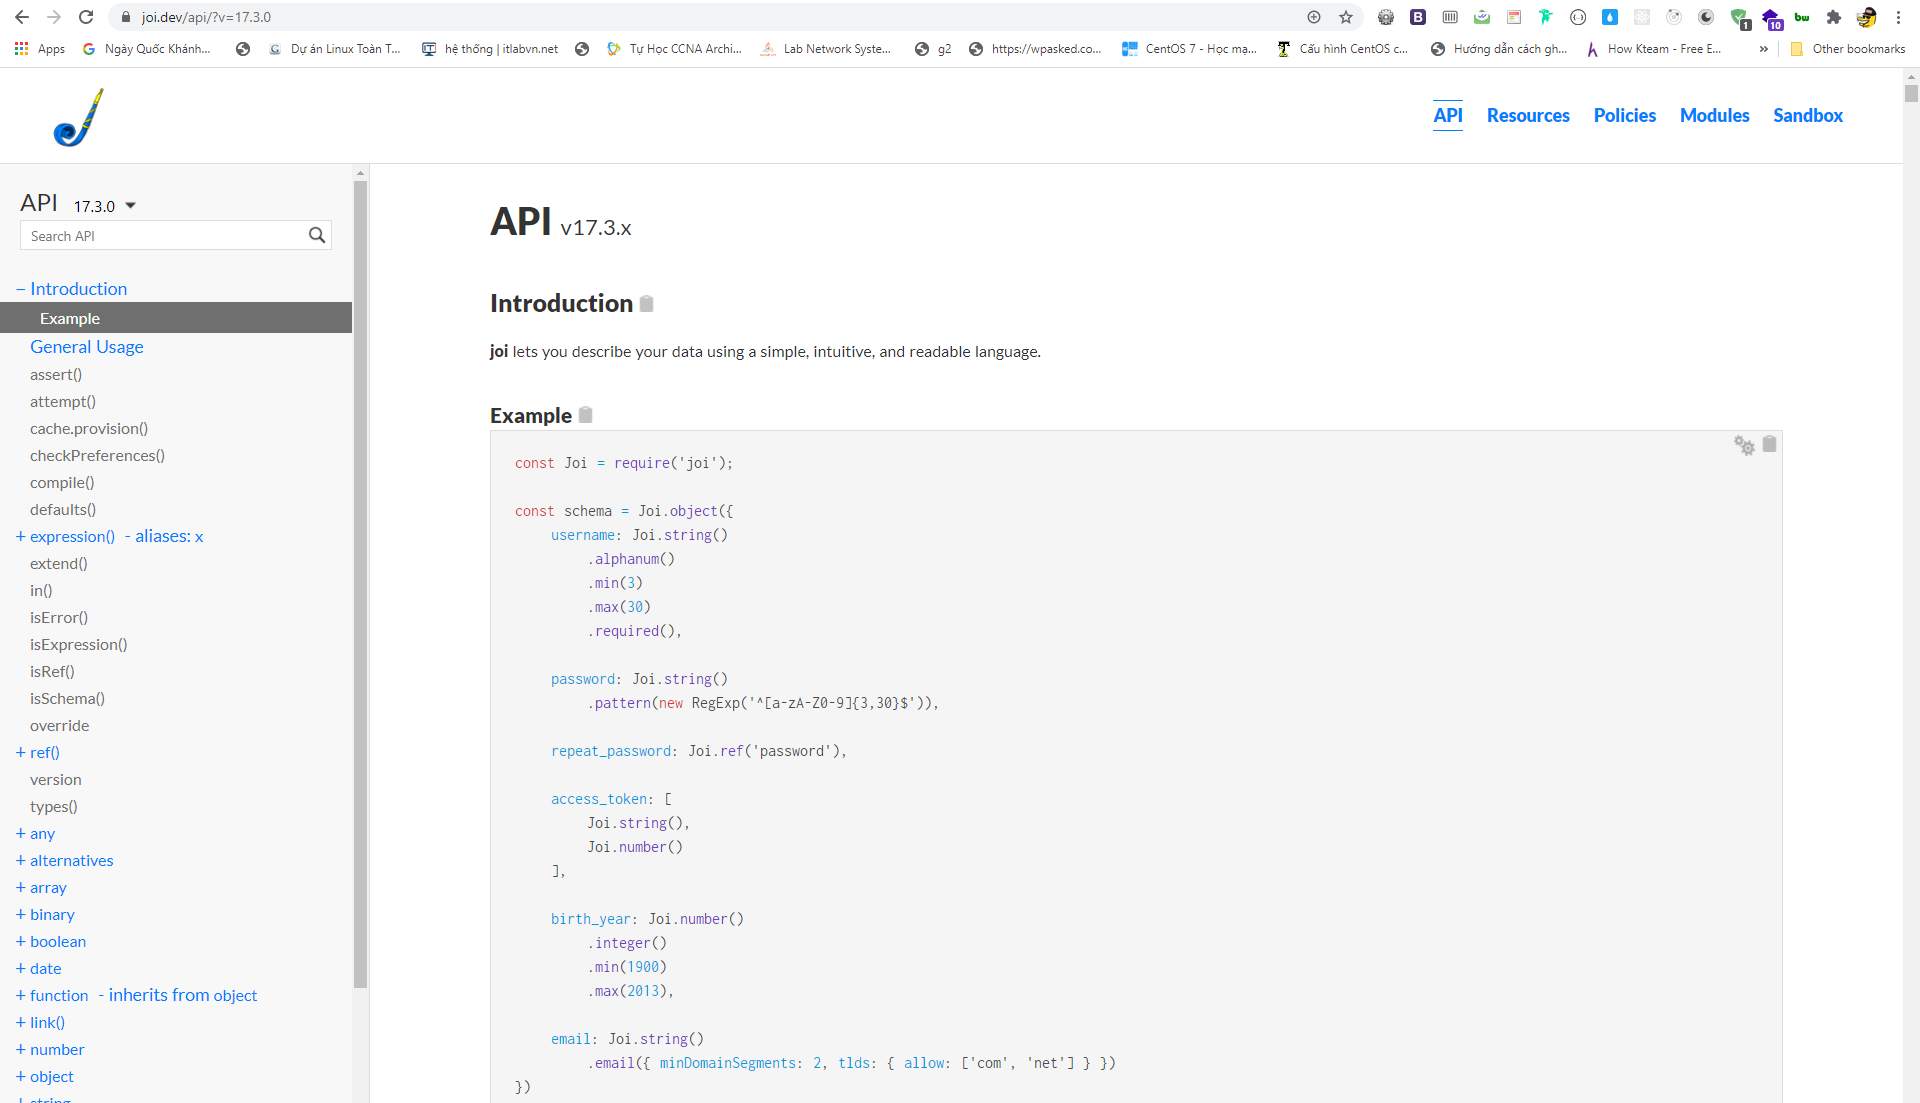 joi.dev/api/?v=17.3.0
1
10
bw
Apps
Ngày Quốc Khánh...
Dự án Linux Toàn T...
hệ thống | itlabvn.net
Tự Học CCNA Archi...
Lab Network Syste...
g2
https://wpasked.co...
CentOS 7 - Học mạ...
Cấu hình CentOS c...
Hướng dẫn cách gh...
How Kteam - Free E...
»
Other bookmarks
API
Resources
Policies
Modules
Sandbox
API 17.3.0
Search API
– Introduction
Example
General Usage
assert()
attempt()
cache.provision()
checkPreferences()
compile()
defaults()
+ expression() - aliases: x
extend()
in()
isError()
isExpression()
isRef()
isSchema()
override
+ ref()
version
types()
+ any
+ alternatives
+ array
+ binary
+ boolean
+ date
+ function - inherits from object
+ link()
+ number
+ object
string
API v17.3.x
Introduction
joi lets you describe your data using a simple, intuitive, and readable language.
Example
const Joi = require('joi');
const schema = Joi.object({
username: Joi.string()
.alphanum()
.min(3)
.max(30)
.required(),
password: Joi.string()
.pattern(new RegExp('^[a-zA-Z0-9]{3,30}$')),
repeat_password: Joi.ref('password'),
access_token: [
Joi.string(),
Joi.number()
],
birth_year: Joi.number()
.integer()
.min(1900)
.max(2013),
email: Joi.string()
.email({ minDomainSegments: 2, tlds: { allow: ['com', 'net'] } })
})